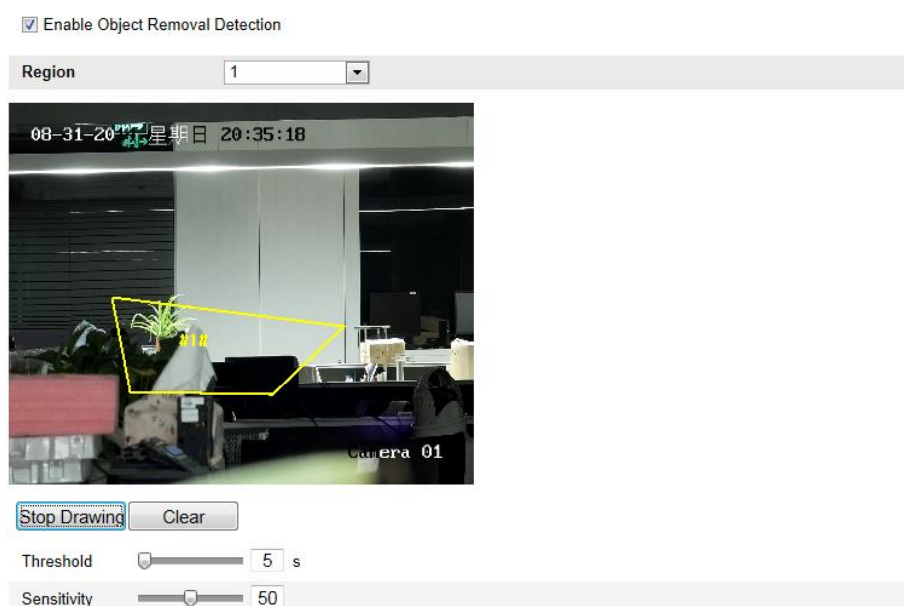 Enable Object Removal Detection
Region 1
08-31-20 星期日 20:35:18
#1#
Camera 01
Stop Drawing Clear
Threshold 5 s
Sensitivity 50